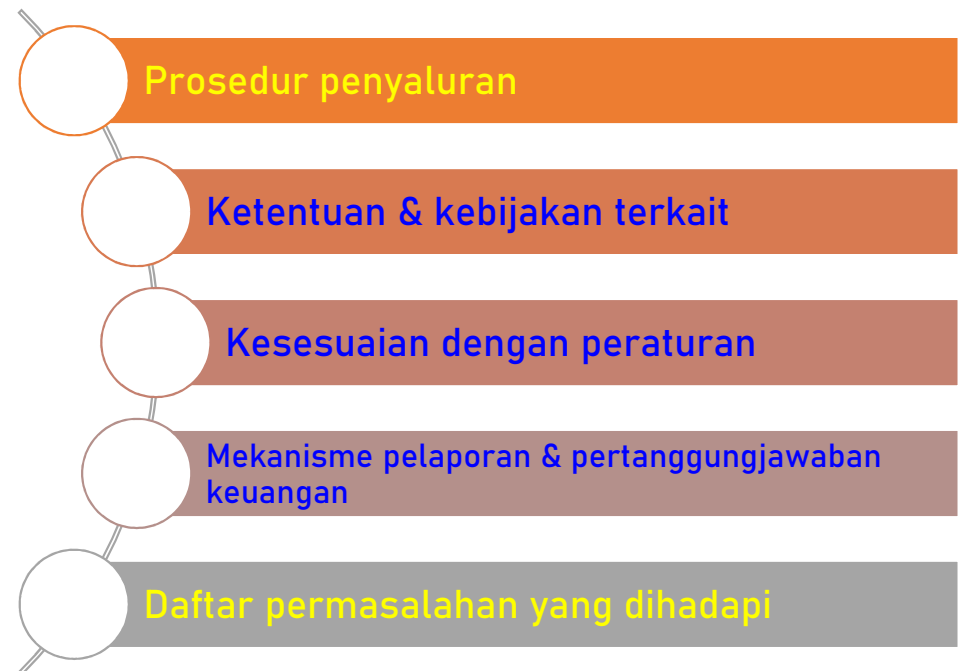 Prosedur penyaluran
Ketentuan & kebijakan terkait
Kesesuaian dengan peraturan
Mekanisme pelaporan & pertanggungjawaban
keuangan
Daftar permasalahan yang dihadapi